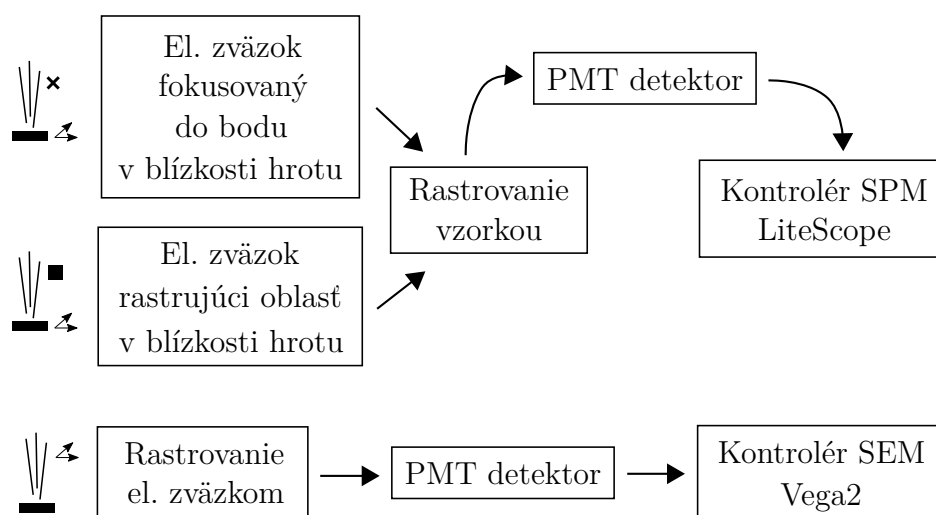 El. zväzok
fokusovaný
do bodu
v blízkosti hrotu
PMT detektor
Rastrovanie
vzorkou
Kontrolér SPM
LiteScope
El. zväzok
rastrujúci oblasť
v blízkosti hrotu
Rastrovanie
el. zväzkom
PMT detektor
Kontrolér SEM
Vega2